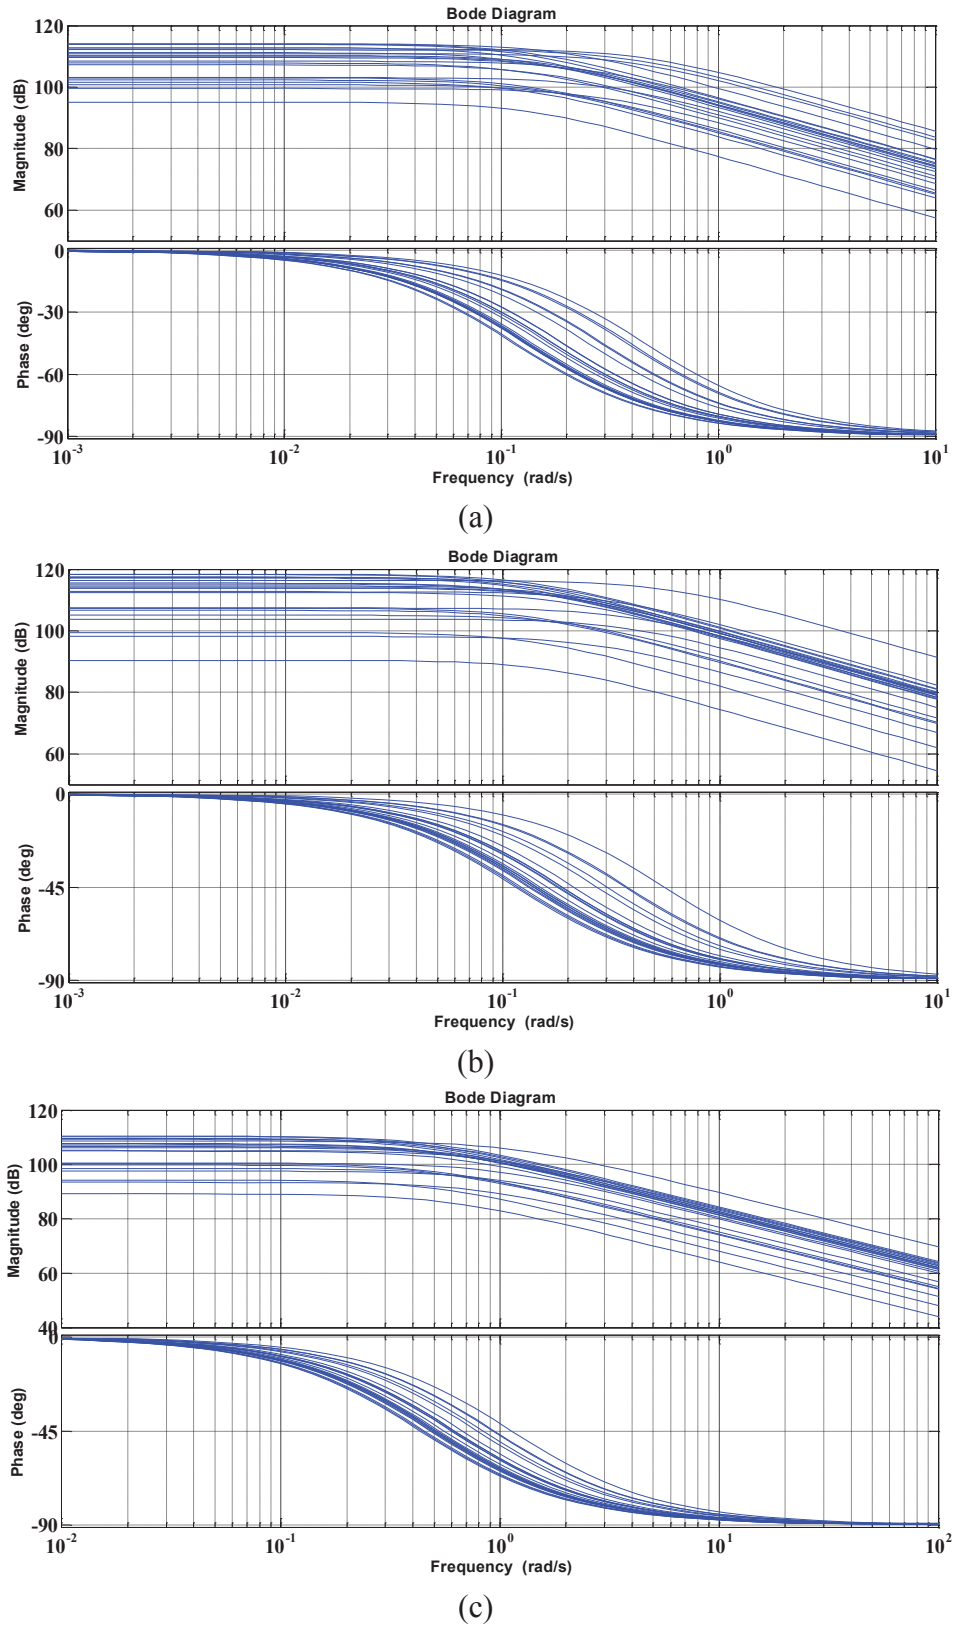 Bode Diagram
120
100
80
60
Magnitude (dB)
0
-30
-60
-90
Phase (deg)
10^-3 10^-2 10^-1 10^0 10^1
Frequency (rad/s)
(a)
Bode Diagram
120
100
80
60
Magnitude (dB)
0
-45
-90
Phase (deg)
10^-3 10^-2 10^-1 10^0 10^1
Frequency (rad/s)
(b)
Bode Diagram
120
100
80
60
40
Magnitude (dB)
0
-45
-90
Phase (deg)
10^-2 10^-1 10^0 10^1 10^2
Frequency (rad/s)
(c)